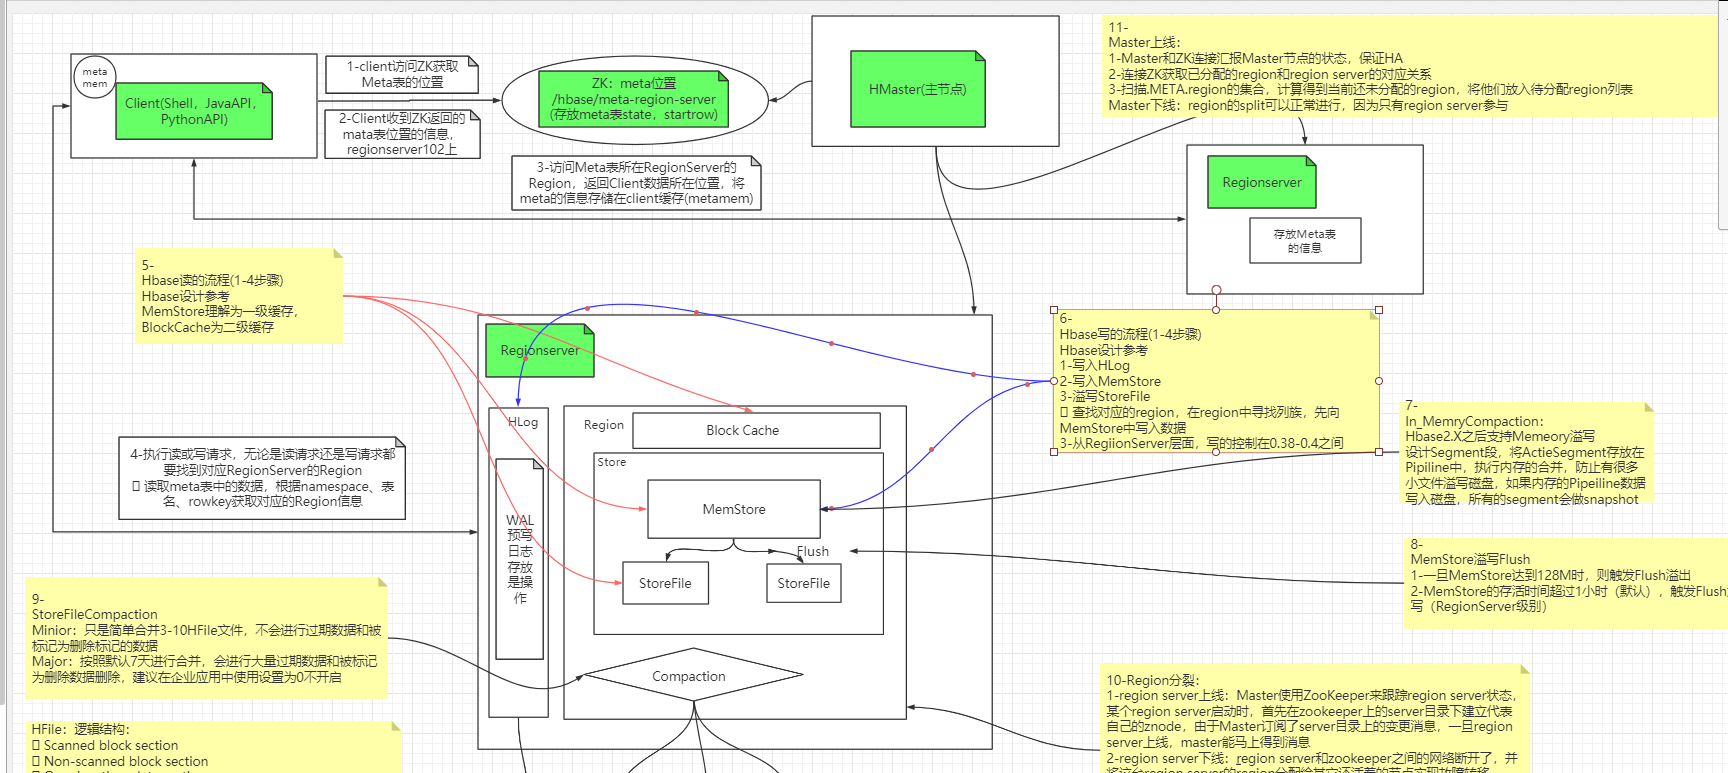 meta
mem
Client(Shell，JavaAPI，
PythonAPI)
1-client访问ZK获取
Meta表的位置
2-Client收到ZK返回的
mata表位置的信息，
regionserver102上
ZK：meta位置
/hbase/meta-region-server
(存放meta表state，startrow)
HMaster(主节点)
11-
Master上线：
1-Master和ZK连接汇报Master节点的状态，保证HA
2-连接ZK获取已分配的region和region server的对应关系
3-扫描.META.region的集合，计算得到当前还未分配的region，将他们放入待分配region列表
Master下线：region的split可以正常进行，因为只有region server参与
3-访问Meta表所在RegionServer的
Region，返回Client数据所在位置，将
meta的信息存储在client缓存(metamem)
Regionserver
存放Meta表
的信息
5-
Hbase读的流程(1-4步骤)
Hbase设计参考
MemStore理解为一级缓存，
BlockCache为二级缓存
Regionserver
6-
Hbase写的流程(1-4步骤)
Hbase设计参考
1-写入HLog
2-写入MemStore
3-溢写StoreFile
查找对应的region，在region中寻找列族，先向
MemStore中写入数据
3-从RegiionServer层面，写的控制在0.38-0.4之间
7-
In_MemryCompaction：
Hbase2.X之后支持Memeory溢写
设计Segment段，将ActieSegment存放在
Pipiline中，执行内存的合并，防止有很多
小文件溢写磁盘，如果内存的Pipeiline数据
写入磁盘，所有的segment会做snapshot
HLog
Region
Block Cache
Store
MemStore
Flush
StoreFile
StoreFile
WAL
预写
日志
存放
是操
作
4-执行读或写请求，无论是读请求还是写请求都
要找到对应RegionServer的Region
读取meta表中的数据，根据namespace、表
名、rowkey获取对应的Region信息
8-
MemStore溢写Flush
1-一旦MemStore达到128M时，则触发Flush溢出
2-MemStore的存活时间超过1小时（默认），触发Flush
写（RegionServer级别）
9-
StoreFileCompaction
Minior：只是简单合并3-10HFile文件，不会进行过期数据和被
标记为删除标记的数据
Major：按照默认7天进行合并，会进行大量过期数据和被标记
为删除数据删除，建议在企业应用中使用设置为0不开启
Compaction
10-Region分裂：
1-region server上线：Master使用ZooKeeper来跟踪region server状态，
某个region server启动时，首先在zookeeper上的server目录下建立代表
自己的znode，由于Master订阅了server目录上的变更消息，一旦region
server上线，master能马上得到消息
2-region server下线：region server和zookeeper之间的网络断开了，并
将这台region server的region分配给其它还活着的节点实现故障转移
HFile：逻辑结构：
Scanned block section
Non-scanned block section